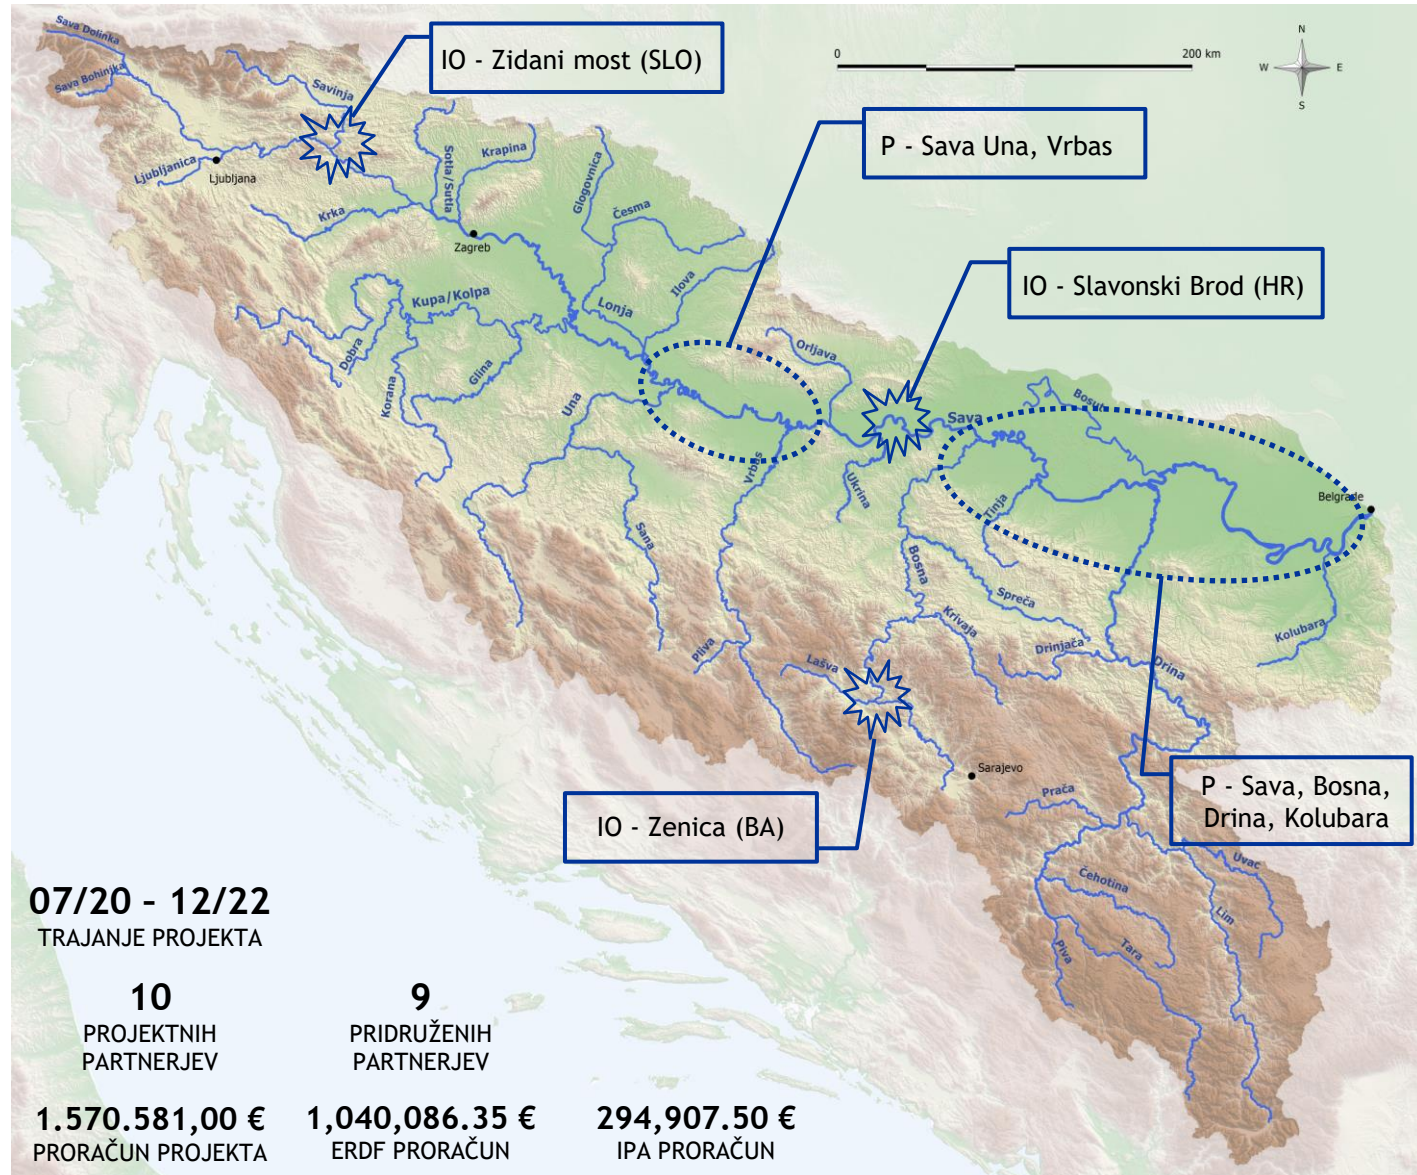 Sava Dolinka
Sava Bohinjka
Savinja
IO - Zidani most (SLO)
0
200 km
N
W
E
S
P - Sava Una, Vrbas
Ljubljanica
Ljubljana
Sotla/Sutla
Krapina
Glogovnica
Česma
Krka
Zagreb
Ilova
Lonja
Kupa/Kolpa
IO - Slavonski Brod (HR)
Dobra
Korana
Glina
Una
Orljava
Sava
Bosut
Vrbas
Ukrina
Tinja
Belgrade
Sana
Bosna
Spreča
Krivaja
Kolubara
Pliva
Lašva
Drinjača
Drina
Sarajevo
Prača
P - Sava, Bosna,
Drina, Kolubara
IO - Zenica (BA)
Uvac
Čehotina
Lim
Tara
Piva
07/20 - 12/22
TRAJANJE PROJEKTA
10
PROJEKTNIH
PARTNERJEV
9
PRIDRUŽENIH
PARTNERJEV
1.570.581,00 €
PRORAČUN PROJEKTA
1,040,086.35 €
ERDF PRORAČUN
294,907.50 €
IPA PRORAČUN